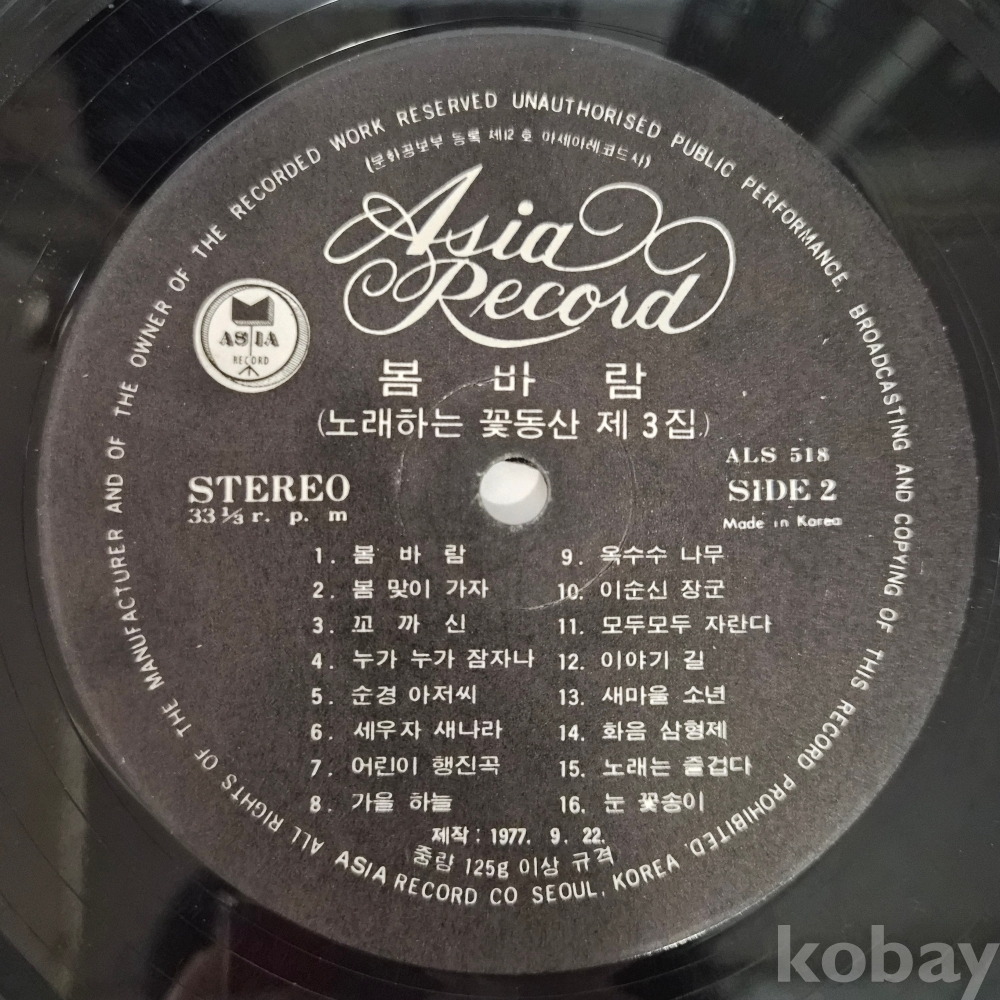 ALL RIGHTS OF THE MANUFACTURER AND OF THE OWNER OF THE RECORDED WORK RESERVED UNAUTHORISED PUBLIC PERFORMANCE, BROADCASTING AND COPYING OF THIS RECORD PROHIBITED.
(문화공보부 등록 제12호 아세아레코드사)
Asia
Record
ASIA
RECORD
봄 바 람
(노래하는 꽃동산 제 3 집)
STEREO
33 ⅓ r. p. m
ALS 518
SIDE 2
Made in Korea
1. 봄 바 람
2. 봄 맞이 가자
3. 꼬 까 신
4. 누가 누가 잠자나
5. 순경 아저씨
6. 세우자 새나라
7. 어린이 행진곡
8. 가을 하늘
9. 옥수수 나무
10. 이순신 장군
11. 모두모두 자란다
12. 이야기 길
13. 새마을 소년
14. 화음 삼형제
15. 노래는 즐겁다
16. 눈 꽃송이
제작 : 1977. 9. 22.
중량 125g 이상 규격
ASIA RECORD CO SEOUL, KOREA.
kobay